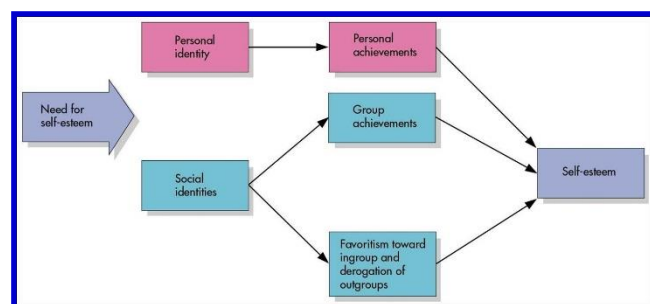 Personal
identity
Personal
achievements
Need for
self-esteem
Group
achievements
Social
identities
Self-esteem
Favoritism toward
ingroup and
derogation of
outgroups